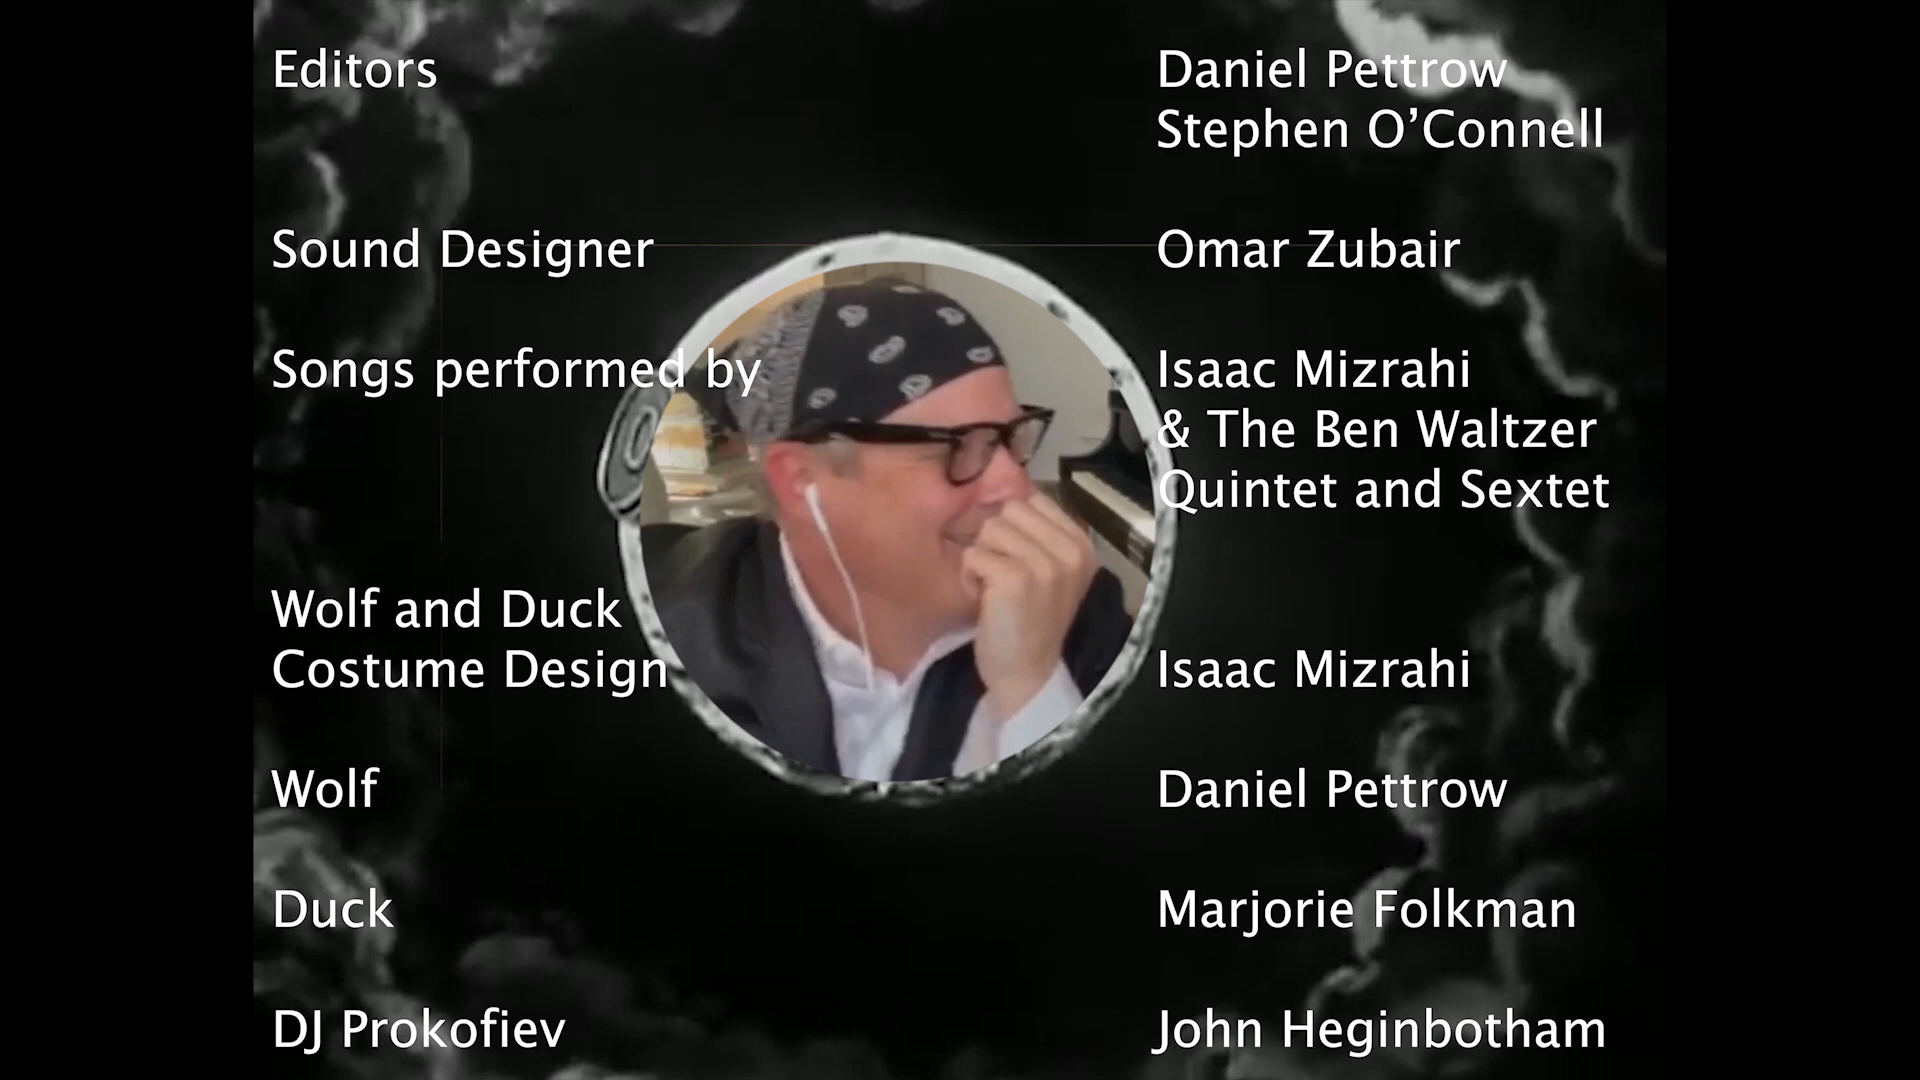 Editors Daniel Pettrow
Stephen O’Connell
Sound Designer Omar Zubair
Songs performed by Isaac Mizrahi
& The Ben Waltzer
Quintet and Sextet
Wolf and Duck
Costume Design Isaac Mizrahi
Wolf Daniel Pettrow
Duck Marjorie Folkman
DJ Prokofiev John Heginbotham